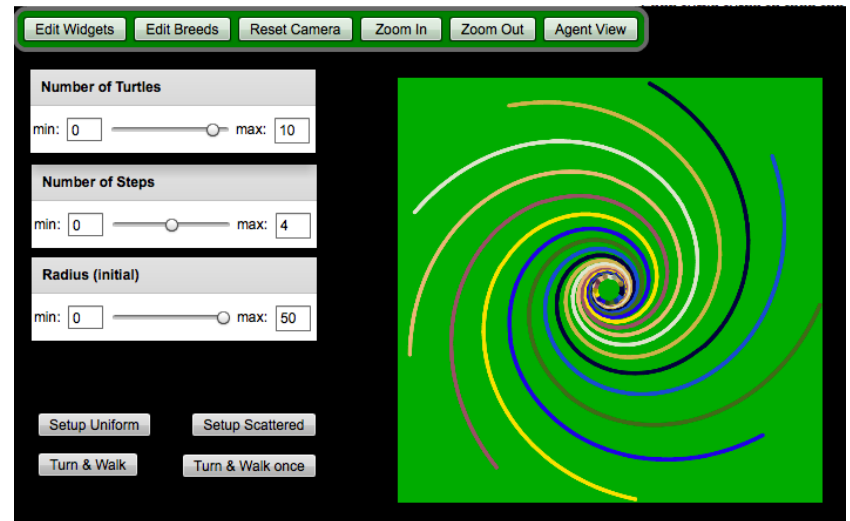 Edit Widgets Edit Breeds Reset Camera Zoom In Zoom Out Agent View
Number of Turtles
min: 0 max: 10
Number of Steps
min: 0 max: 4
Radius (initial)
min: 0 max: 50
Setup Uniform Setup Scattered
Turn & Walk Turn & Walk once